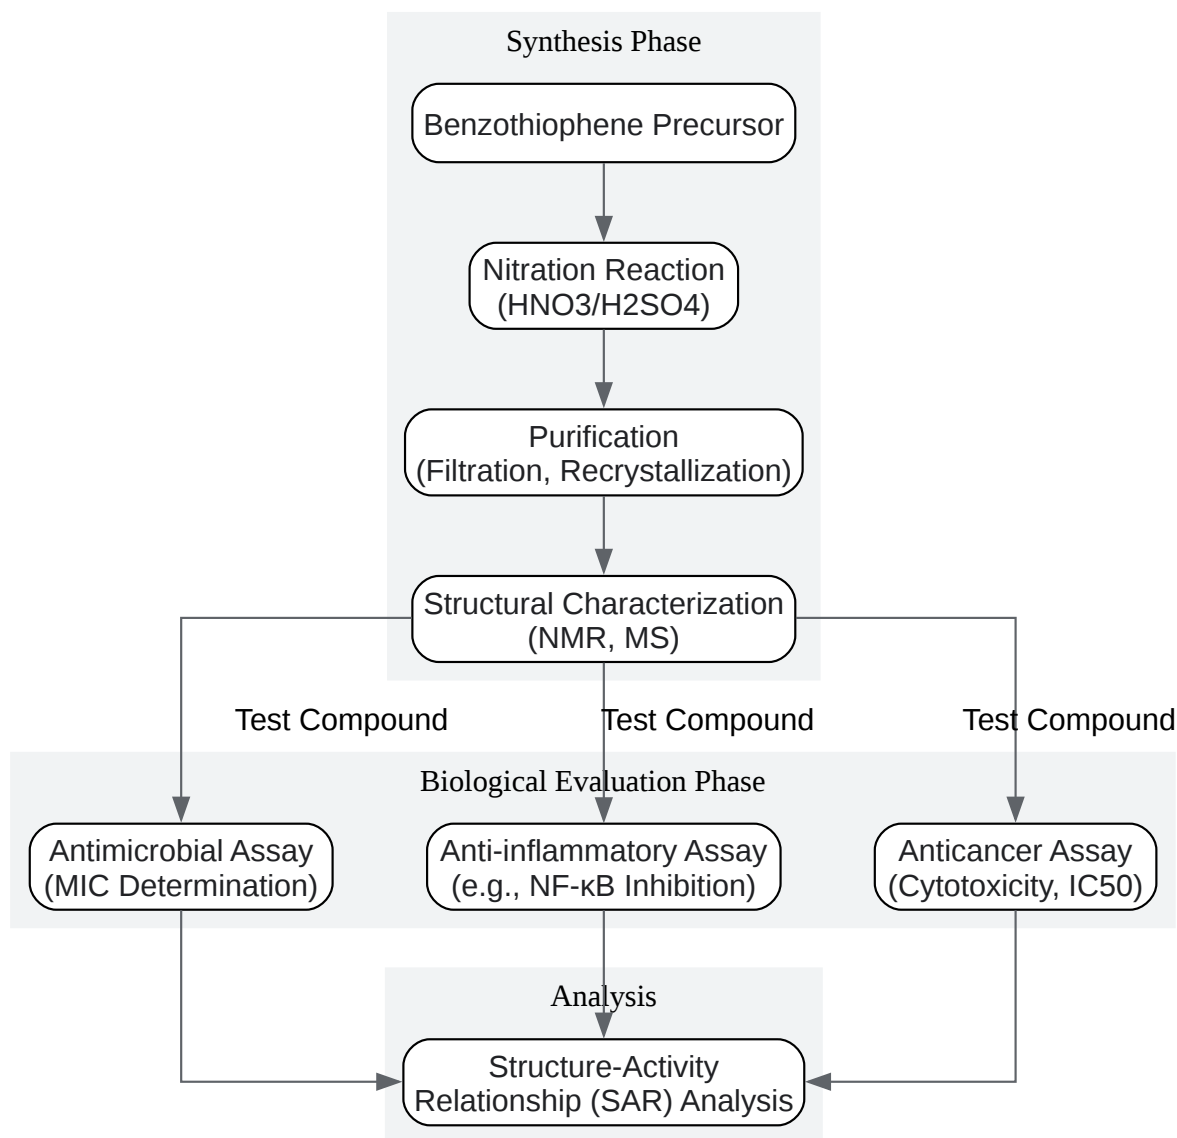 Synthesis Phase
Benzothiophene Precursor
Nitration Reaction
(HNO3/H2SO4)
Purification
(Filtration, Recrystallization)
Structural Characterization
(NMR, MS)
Test Compound
Test Compound
Test Compound
Biological Evaluation Phase
Antimicrobial Assay
(MIC Determination)
Anti-inflammatory Assay
(e.g., NF-κB Inhibition)
Anticancer Assay
(Cytotoxicity, IC50)
Analysis
Structure-Activity
Relationship (SAR) Analysis